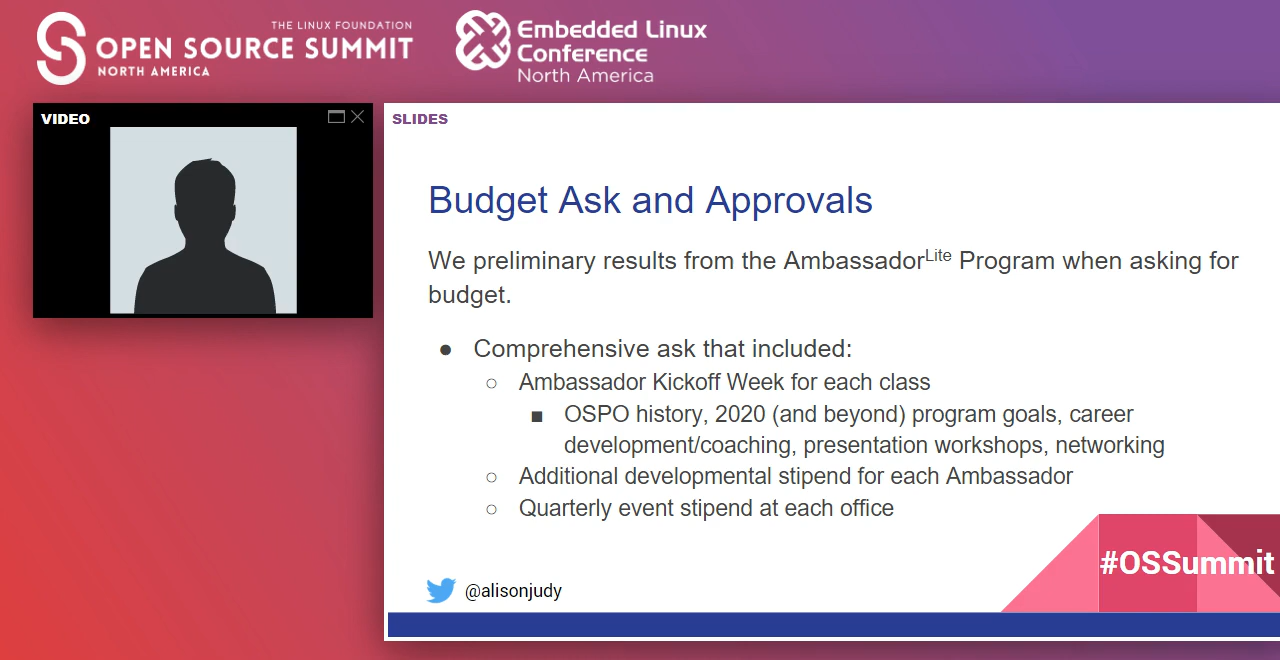 THE LINUX FOUNDATION
OPEN SOURCE SUMMIT
NORTH AMERICA
Embedded Linux
Conference
North America
VIDEO
SLIDES
Budget Ask and Approvals
We preliminary results from the Ambassador^Lite Program when asking for
budget.
● Comprehensive ask that included:
○ Ambassador Kickoff Week for each class
■ OSPO history, 2020 (and beyond) program goals, career
development/coaching, presentation workshops, networking
○ Additional developmental stipend for each Ambassador
○ Quarterly event stipend at each office
#OSSummit
@alisonjudy